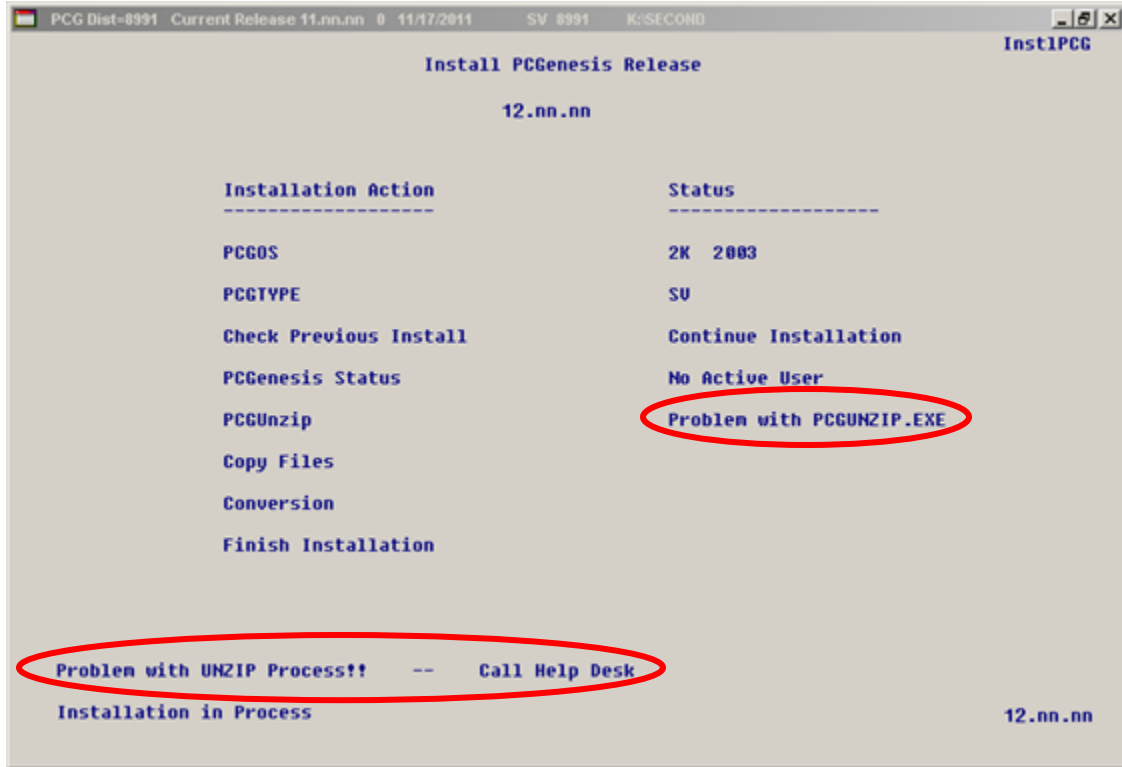 PCG Dist=8991 Current Release 11.nn.nn 0 11/17/2011 SV 8991 K:\SECOND
InstlPCG
Install PCGenesis Release
12.nn.nn
Installation Action Status
------------------- -------------------
PCGOS 2K 2003
PCGTYPE SV
Check Previous Install Continue Installation
PCGenesis Status No Active User
PCGUnzip Problem with PCGUNZIP.EXE
Copy Files
Conversion
Finish Installation
Problem with UNZIP Process!! -- Call Help Desk
Installation in Process 12.nn.nn